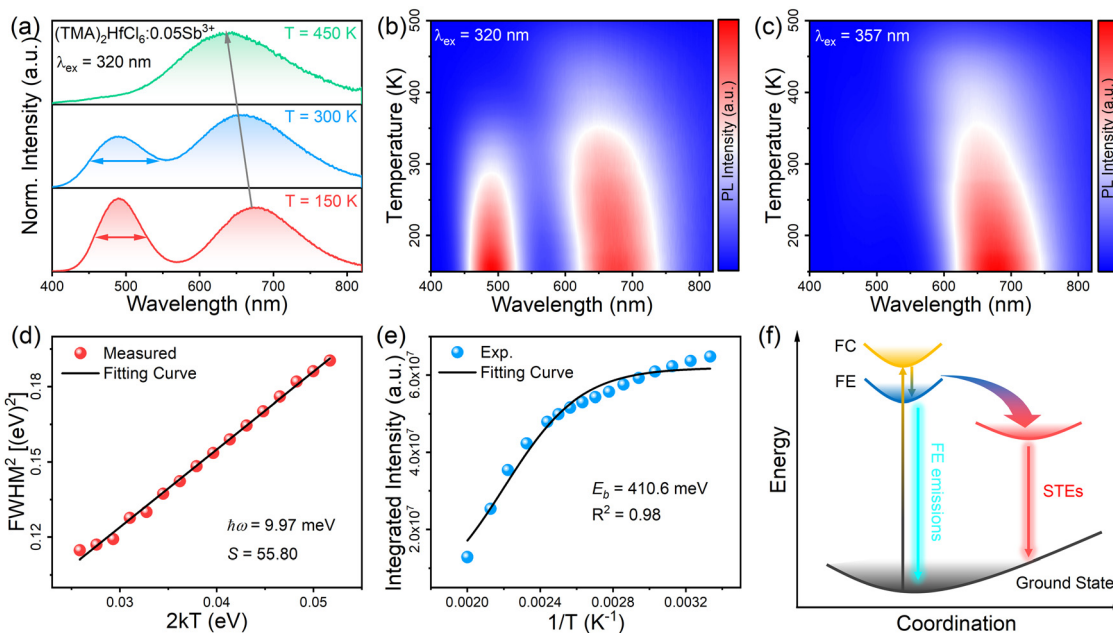 (a)
(TMA)₂HfCl₆:0.05Sb³⁺
λex = 320 nm
T = 450 K
T = 300 K
T = 150 K
Norm. Intensity (a.u.)
400 500 600 700 800
Wavelength (nm)
(b)
λex = 320 nm
500
400
300
200
Temperature (K)
400 500 600 700 800
Wavelength (nm)
PL Intensity (a.u.)
(c)
λex = 357 nm
500
400
300
200
Temperature (K)
400 500 600 700 800
Wavelength (nm)
PL Intensity (a.u.)
(d)
Measured
Fitting Curve
FWHM² [(eV)²]
0.18
0.15
0.12
ħω = 9.97 meV
S = 55.80
0.03 0.04 0.05
2kT (eV)
(e)
Exp.
Fitting Curve
Integrated Intensity (a.u.)
6.0x10⁷
4.0x10⁷
2.0x10⁷
Eb = 410.6 meV
R² = 0.98
0.0020 0.0024 0.0028 0.0032
1/T (K⁻¹)
(f)
FC
FE
FE emissions
STEs
Ground State
Energy
Coordination